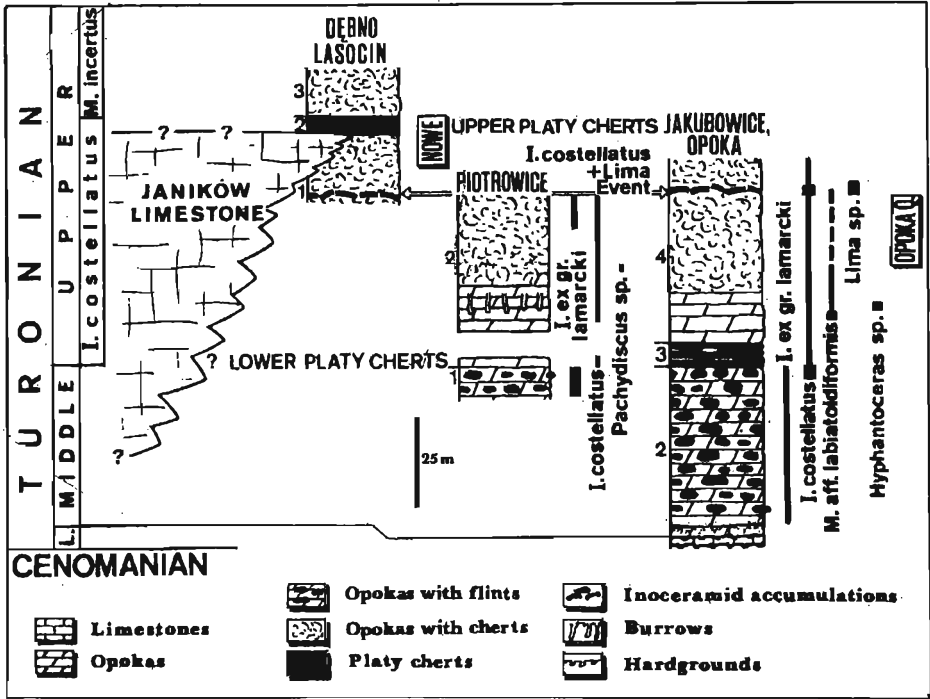 TURONIAN
L. MIDDLE UPPER
I. costellatus M. incertus
DĘBNO
LASOCIN
3
2
1
? ?
JANIKÓW
LIMESTONE
?
?
NOWE
UPPER PLATY CHERTS
LOWER PLATY CHERTS
I. costellatus
+Lima
Event
PIOTROWICE
2
1
I. ex gr.
lamarcki
I. costellatus
Pachydiscus sp.
25 m
JAKUBOWICE,
OPOKA
4
3
2
I. ex gr. lamarcki
I. costellatus
M. aff. labiatoidiformis
Lima sp.
Hyphantoceras sp.
OPOKA Q.
CENOMANIAN
Limestones
Opokas
Opokas with flints
Opokas with cherts
Platy cherts
Inoceramid accumulations
Burrows
Hardgrounds